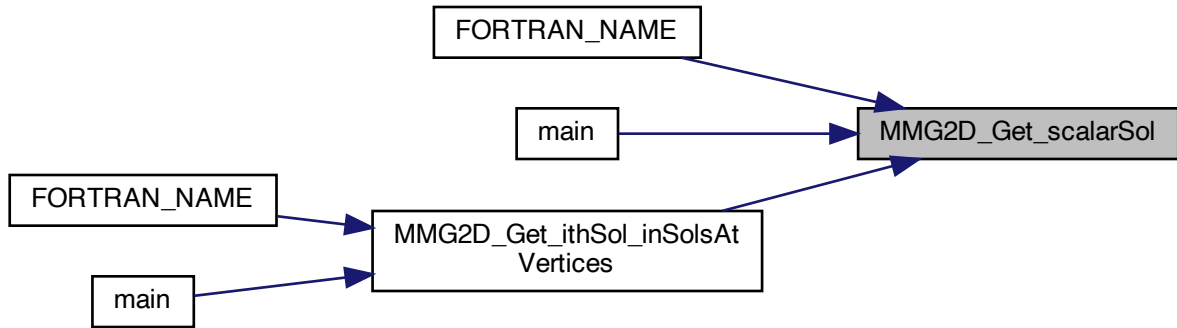 FORTRAN_NAME
main
MMG2D_Get_scalarSol
FORTRAN_NAME
MMG2D_Get_ithSol_inSolsAt
Vertices
main